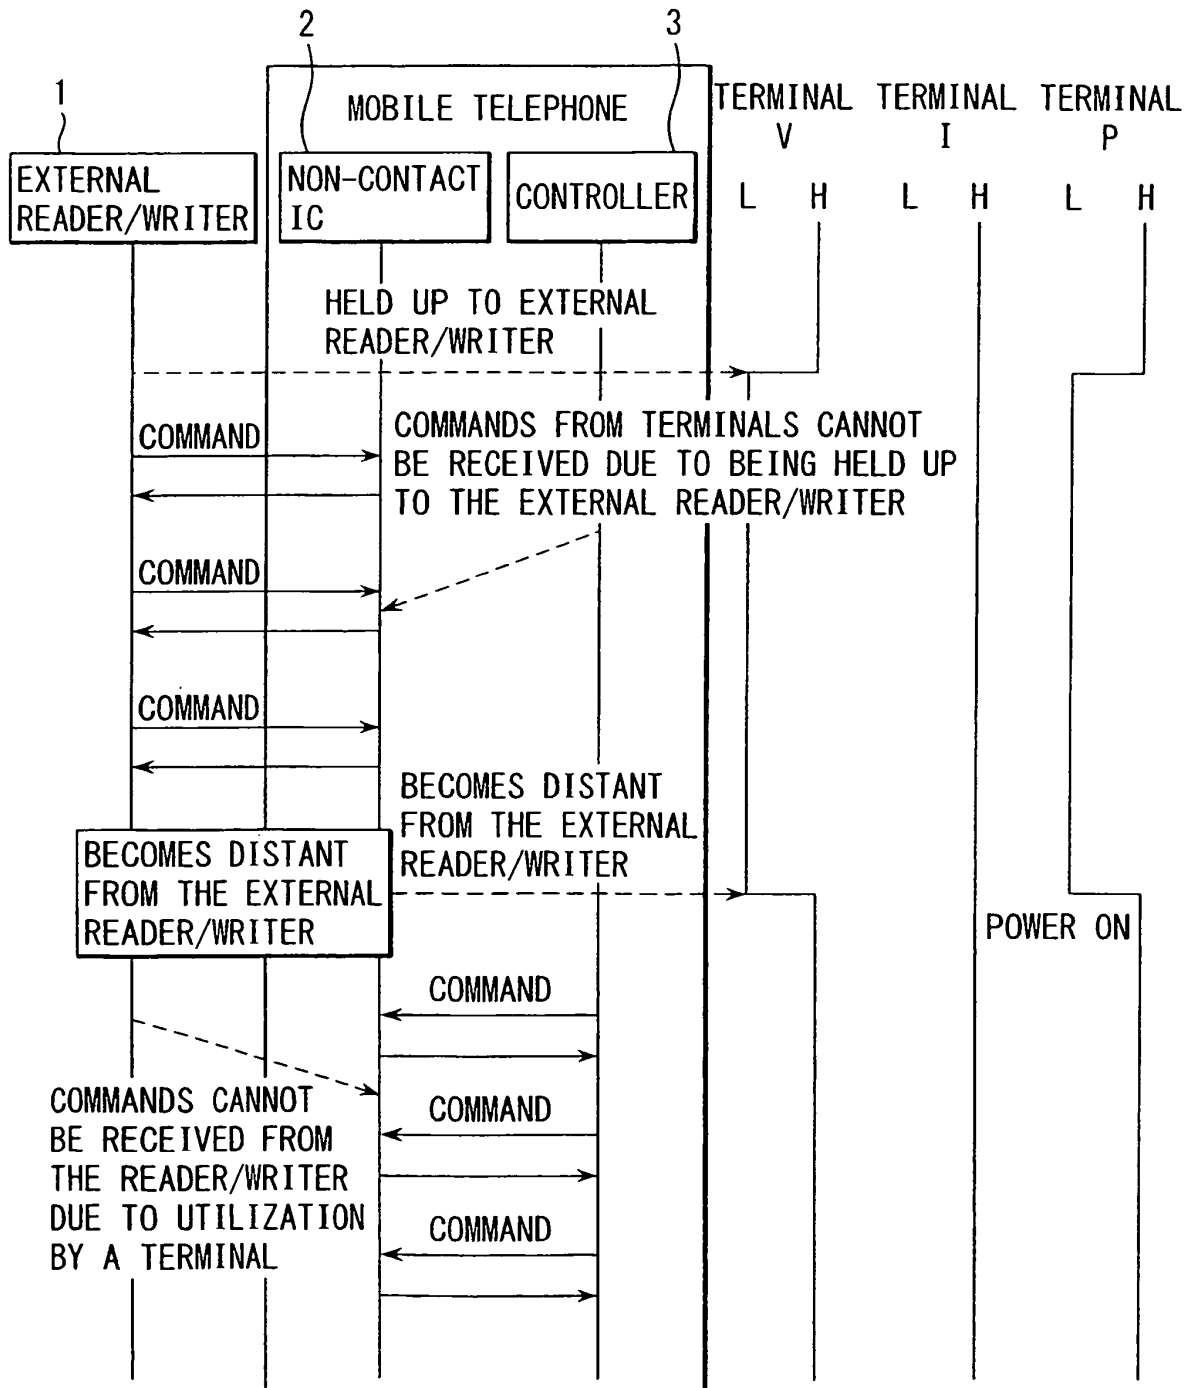 2
3
1
MOBILE TELEPHONE
TERMINAL V
TERMINAL I
TERMINAL P
EXTERNAL
READER/WRITER
NON-CONTACT
IC
CONTROLLER
L H
L H
L H
HELD UP TO EXTERNAL
READER/WRITER
COMMAND
COMMANDS FROM TERMINALS CANNOT
BE RECEIVED DUE TO BEING HELD UP
TO THE EXTERNAL READER/WRITER
COMMAND
COMMAND
BECOMES DISTANT
FROM THE EXTERNAL
READER/WRITER
BECOMES DISTANT
FROM THE EXTERNAL
READER/WRITER
POWER ON
COMMAND
COMMANDS CANNOT
BE RECEIVED FROM
THE READER/WRITER
DUE TO UTILIZATION
BY A TERMINAL
COMMAND
COMMAND